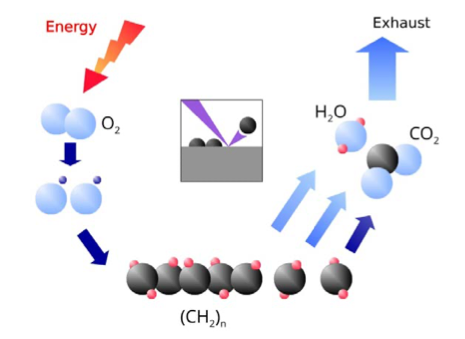 Energy
Exhaust
O₂
H₂O
CO₂
(CH₂)ₙ